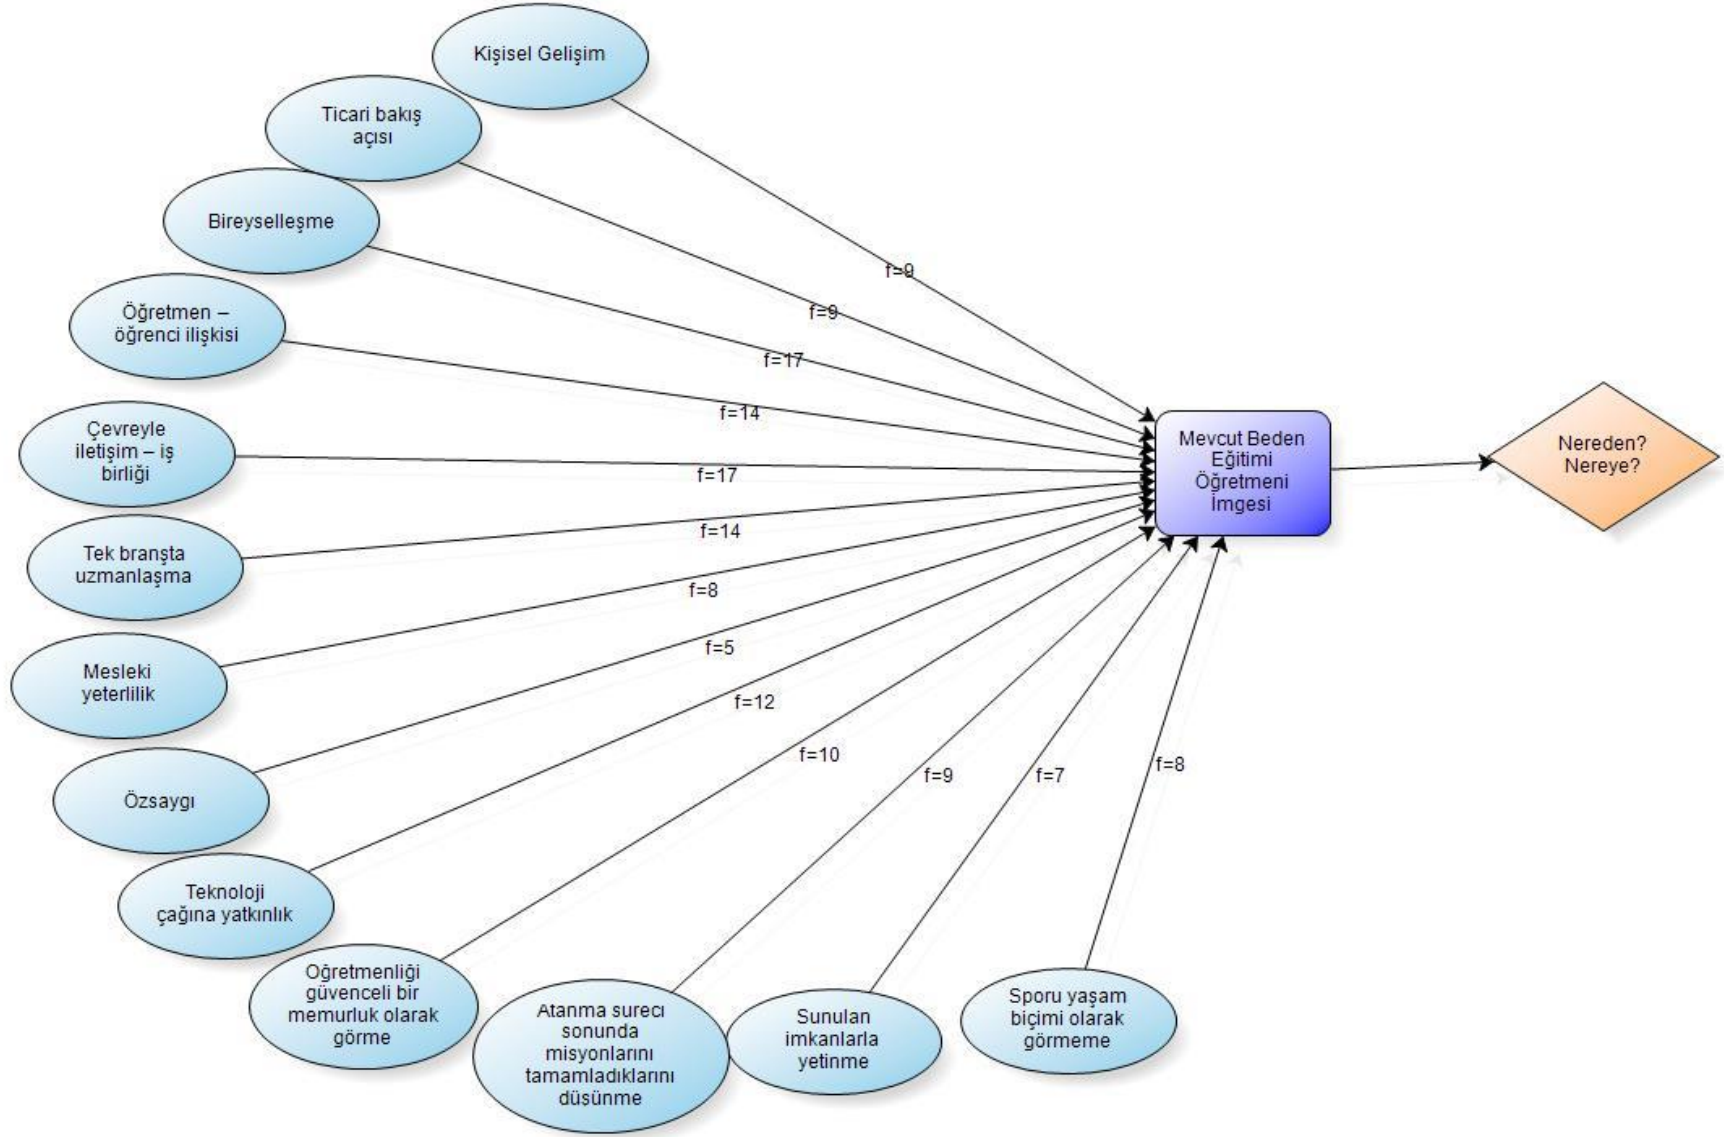 Kişisel Gelişim
Ticari bakış
açısı
Bireyselleşme
Öğretmen –
öğrenci ilişkisi
Çevreyle
iletişim – iş
birliği
Tek branşta
uzmanlaşma
Mesleki
yeterlilik
Özsaygı
Teknoloji
çağına yatkınlık
Oğretmenliği
güvenceli bir
memurluk olarak
görme
Atanma surecı
sonunda
misyonlarını
tamamladıklarını
düsünme
Sunulan
imkanlarla
yetinme
Sporu yaşam
biçimi olarak
görmeme
f=9
f=9
f=17
f=14
f=17
f=14
f=8
f=5
f=12
f=10
f=9
f=7
f=8
Mevcut Beden
Eğitimi
Öğretmeni
İmgesi
Nereden?
Nereye?